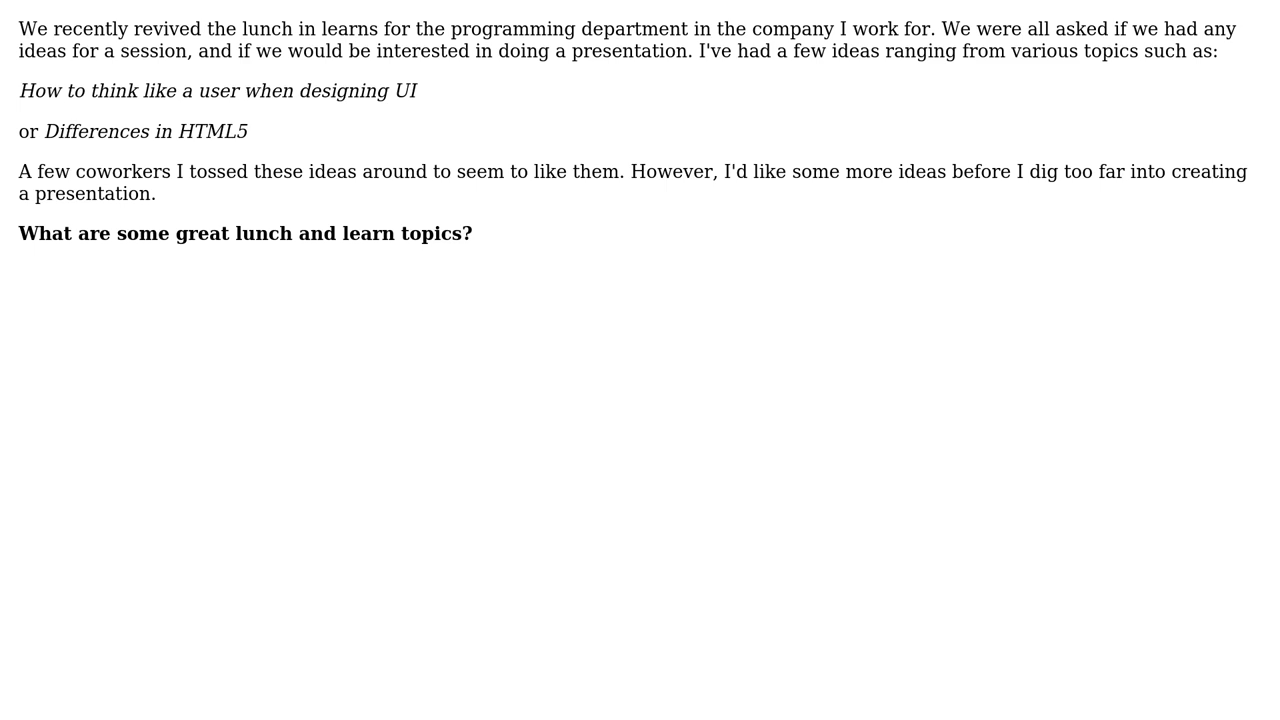 We recently revived the lunch in learns for the programming department in the company I work for. We were all asked if we had any
ideas for a session, and if we would be interested in doing a presentation. I've had a few ideas ranging from various topics such as:
How to think like a user when designing UI
or Differences in HTML5
A few coworkers I tossed these ideas around to seem to like them. However, I'd like some more ideas before I dig too far into creating
a presentation.
What are some great lunch and learn topics?